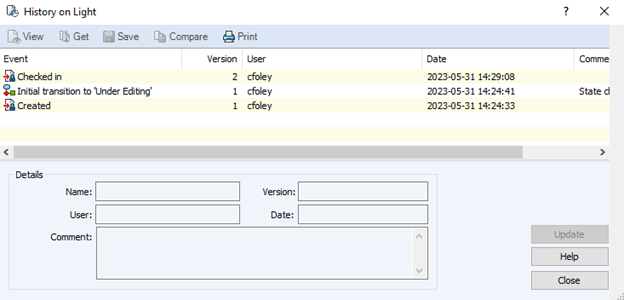 History on Light
View Get Save Compare Print
Event Version User Date Comme
Checked in 2 cfoley 2023-05-31 14:29:08
Initial transition to 'Under Editing' 1 cfoley 2023-05-31 14:24:41 State ch
Created 1 cfoley 2023-05-31 14:24:33
Details
Name: Version:
User: Date:
Comment:
Update
Help
Close